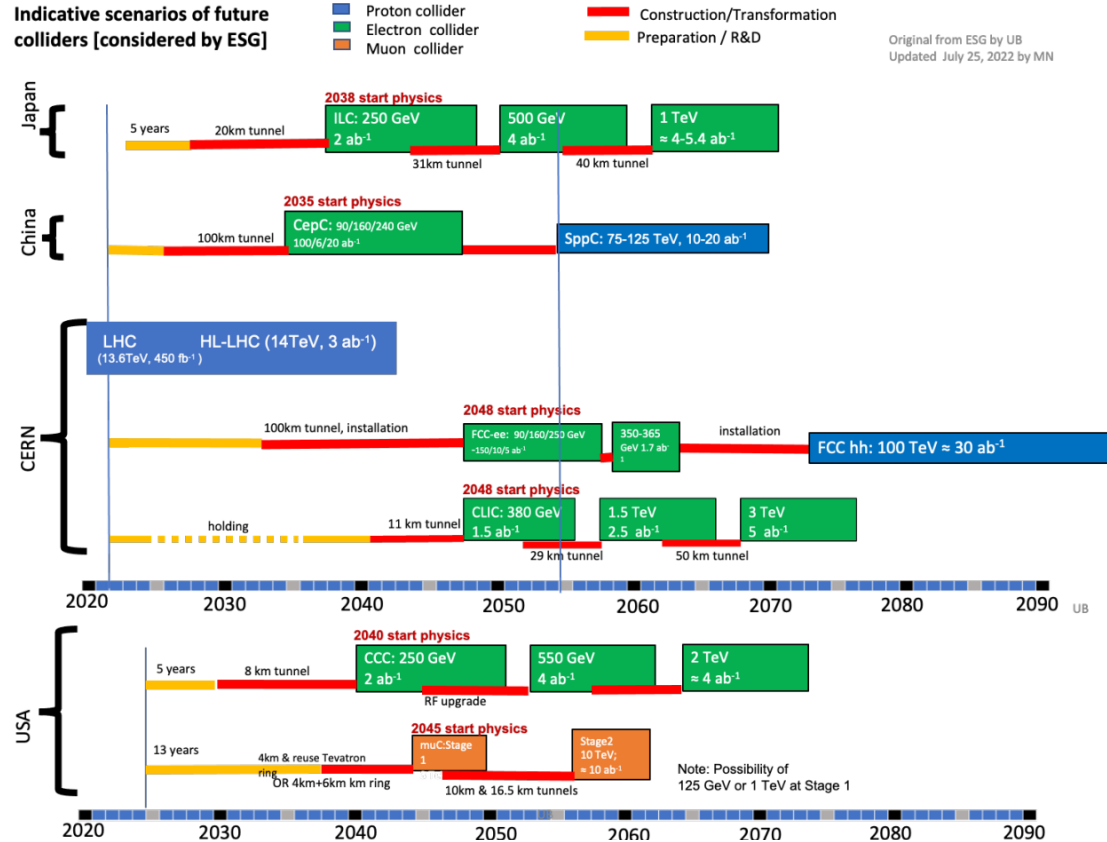 Indicative scenarios of future
colliders [considered by ESG]
Proton collider
Electron collider
Muon collider
Construction/Transformation
Preparation / R&D
Original from ESG by UB
Updated July 25, 2022 by MN
Japan
2038 start physics
5 years
20km tunnel
ILC: 250 GeV
2 ab⁻¹
31km tunnel
500 GeV
4 ab⁻¹
40 km tunnel
1 TeV
≈ 4-5.4 ab⁻¹
China
2035 start physics
100km tunnel
CepC: 90/160/240 GeV
100/6/20 ab⁻¹
SppC: 75-125 TeV, 10-20 ab⁻¹
CERN
LHC
(13.6TeV, 450 fb⁻¹ )
HL-LHC (14TeV, 3 ab⁻¹)
2048 start physics
100km tunnel, installation
FCC-ee: 90/160/250 GeV
~150/10/5 ab⁻¹
350-365
GeV 1.7 ab⁻
¹
installation
FCC hh: 100 TeV ≈ 30 ab⁻¹
2048 start physics
holding
11 km tunnel
CLIC: 380 GeV
1.5 ab⁻¹
29 km tunnel
1.5 TeV
2.5 ab⁻¹
50 km tunnel
3 TeV
5 ab⁻¹
2020 2030 2040 2050 2060 2070 2080 2090
UB
USA
2040 start physics
5 years
8 km tunnel
CCC: 250 GeV
2 ab⁻¹
RF upgrade
550 GeV
4 ab⁻¹
2 TeV
≈ 4 ab⁻¹
2045 start physics
13 years
4km & reuse Tevatron
ring
OR 4km+6km km ring
muC:Stage
1
10km & 16.5 km tunnels
Stage2
10 TeV;
≈ 10 ab⁻¹
Note: Possibility of
125 GeV or 1 TeV at Stage 1
2020 2030 2040 2050 2060 2070 2080 2090